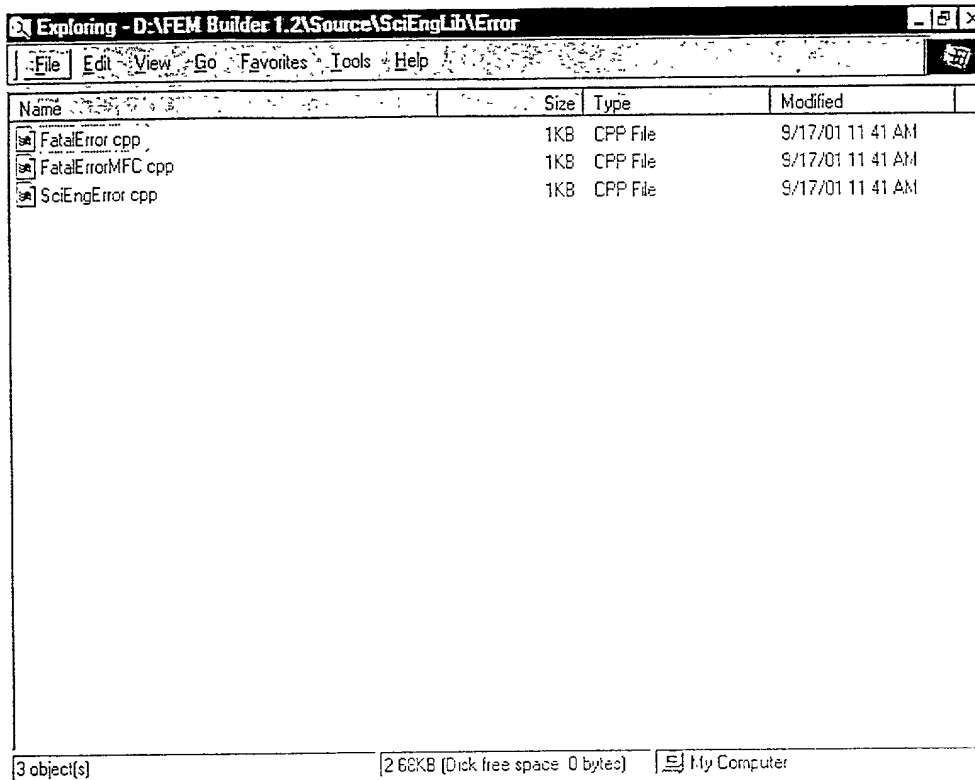 Exploring - D:\FEM Builder 1.2\Source\SciEngLib\Error
File Edit View Go Favorites Tools Help
Name Size Type Modified
FatalError cpp 1KB CPP File 9/17/01 11 41 AM
FatalErrorMFC cpp 1KB CPP File 9/17/01 11 41 AM
SciEngError cpp 1KB CPP File 9/17/01 11 41 AM
3 object(s) 2 68KB (Disk free space 0 bytes) My Computer